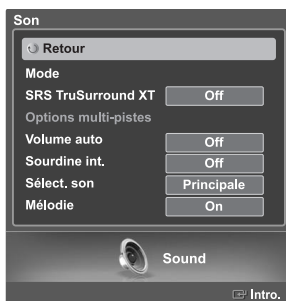 Son
Retour
Mode
SRS TruSurround XT Off
Options multi-pistes
Volume auto Off
Sourdine int. Off
Sélect. son Principale
Mélodie On
Sound
Intro.